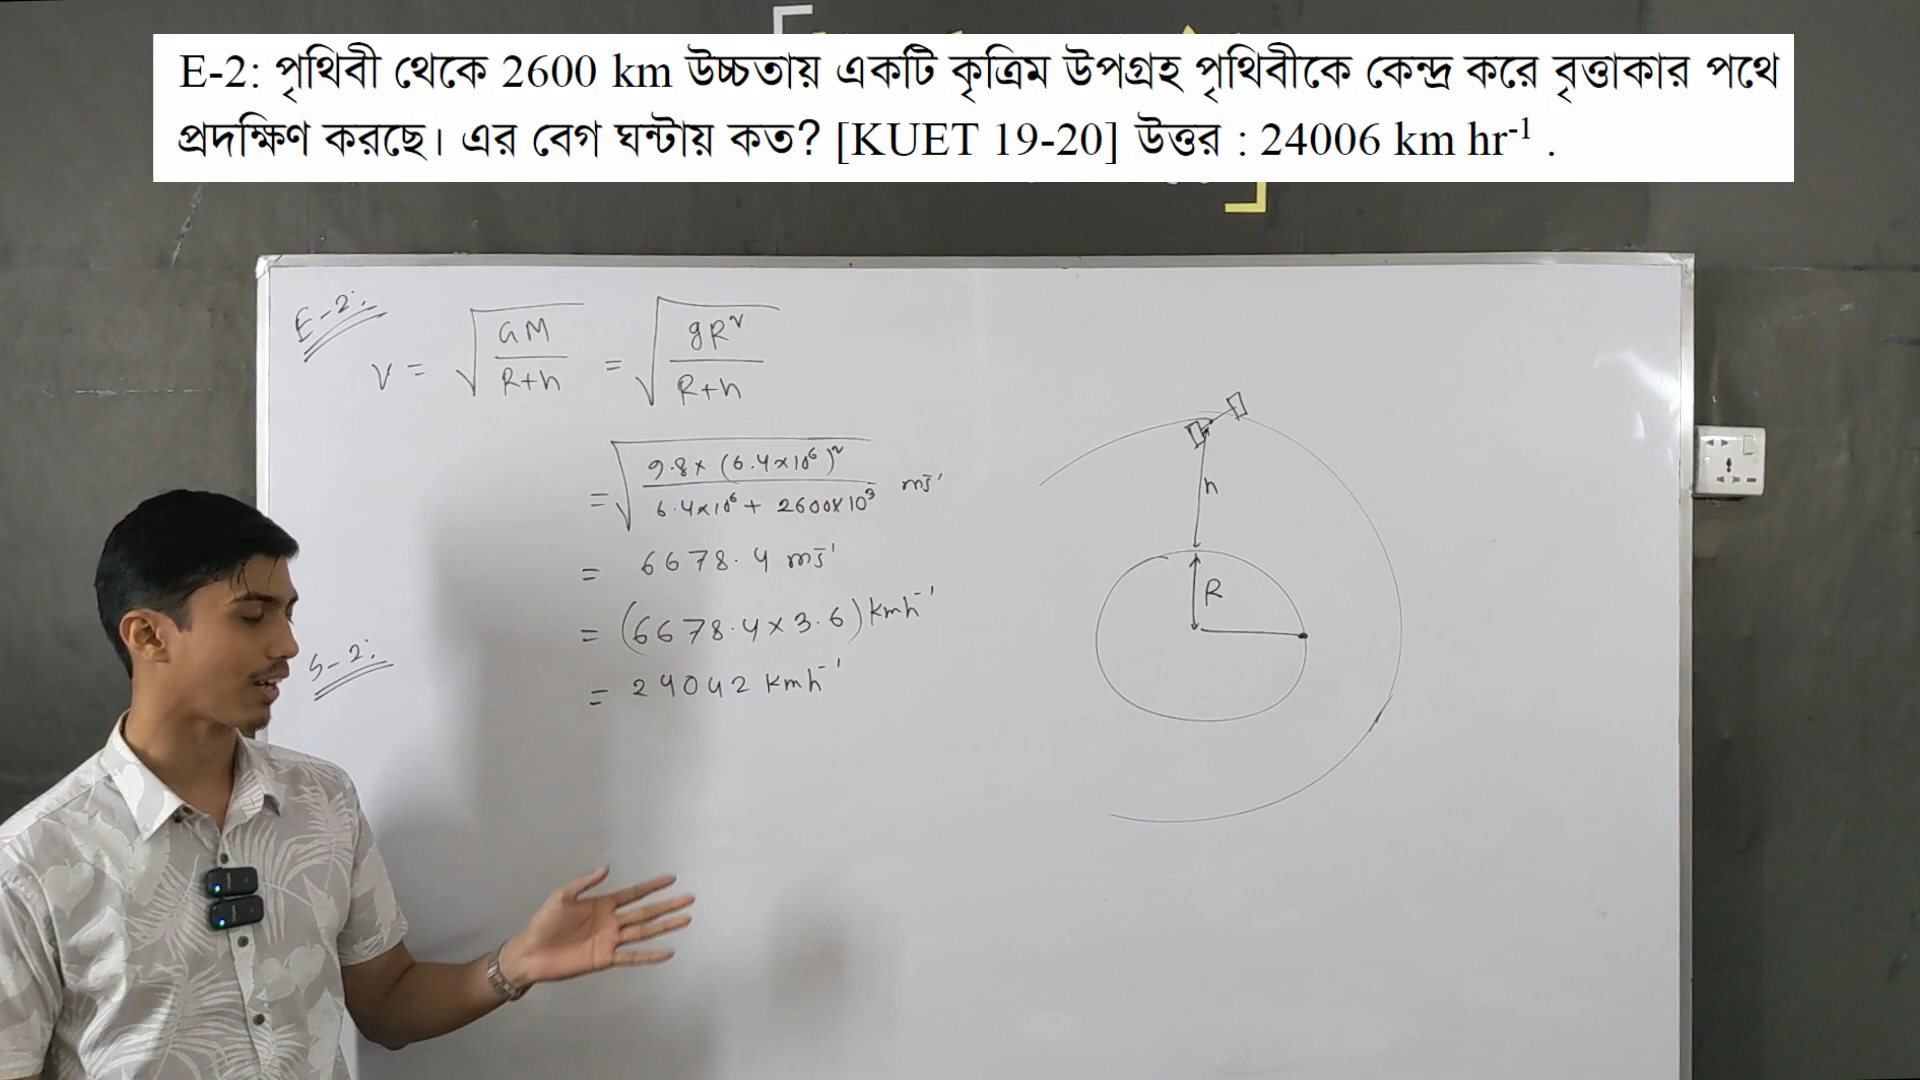 E-2: পৃথিবী থেকে 2600 km উচ্চতায় একটি কৃত্রিম উপগ্রহ পৃথিবীকে কেন্দ্র করে বৃত্তাকার পথে
প্রদক্ষিণ করছে। এর বেগ ঘন্টায় কত? [KUET 19-20] উত্তর : 24006 km hr⁻¹ .
E-2:
v = √(GM / R+h) = √(gR² / R+h)
= √(9.8 × (6.4×10⁶)² / 6.4×10⁶ + 2600×10³) ms⁻¹
= 6678.4 ms⁻¹
= (6678.4 × 3.6) kmh⁻¹
= 24042 kmh⁻¹
S-2:
h
R